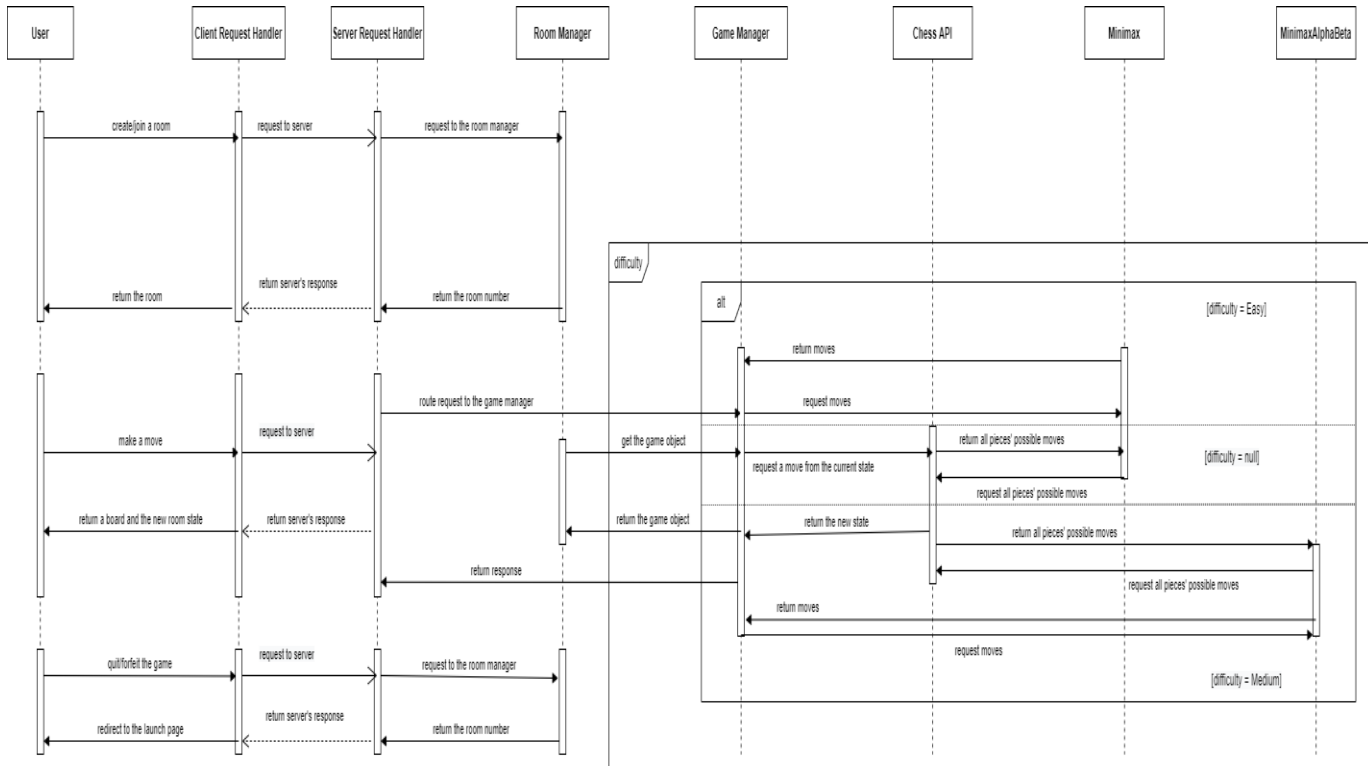 User
Client Request Handler
Server Request Handler
Room Manager
Game Manager
Chess API
Minimax
MinimaxAlphaBeta
create/join a room
request to server
request to the room manager
difficulty
return server's response
return the room
return the room number
alt
[difficulty = Easy]
return moves
route request to the game manager
request moves
make a move
request to server
get the game object
return all pieces' possible moves
request a move from the current state
[difficulty = null]
request all pieces' possible moves
return a board and the new room state
return server's response
return the game object
return the new state
return all pieces' possible moves
return response
request all pieces' possible moves
return moves
quit/forfeit the game
request to server
request to the room manager
request moves
[difficulty = Medium]
return server's response
redirect to the launch page
return the room number